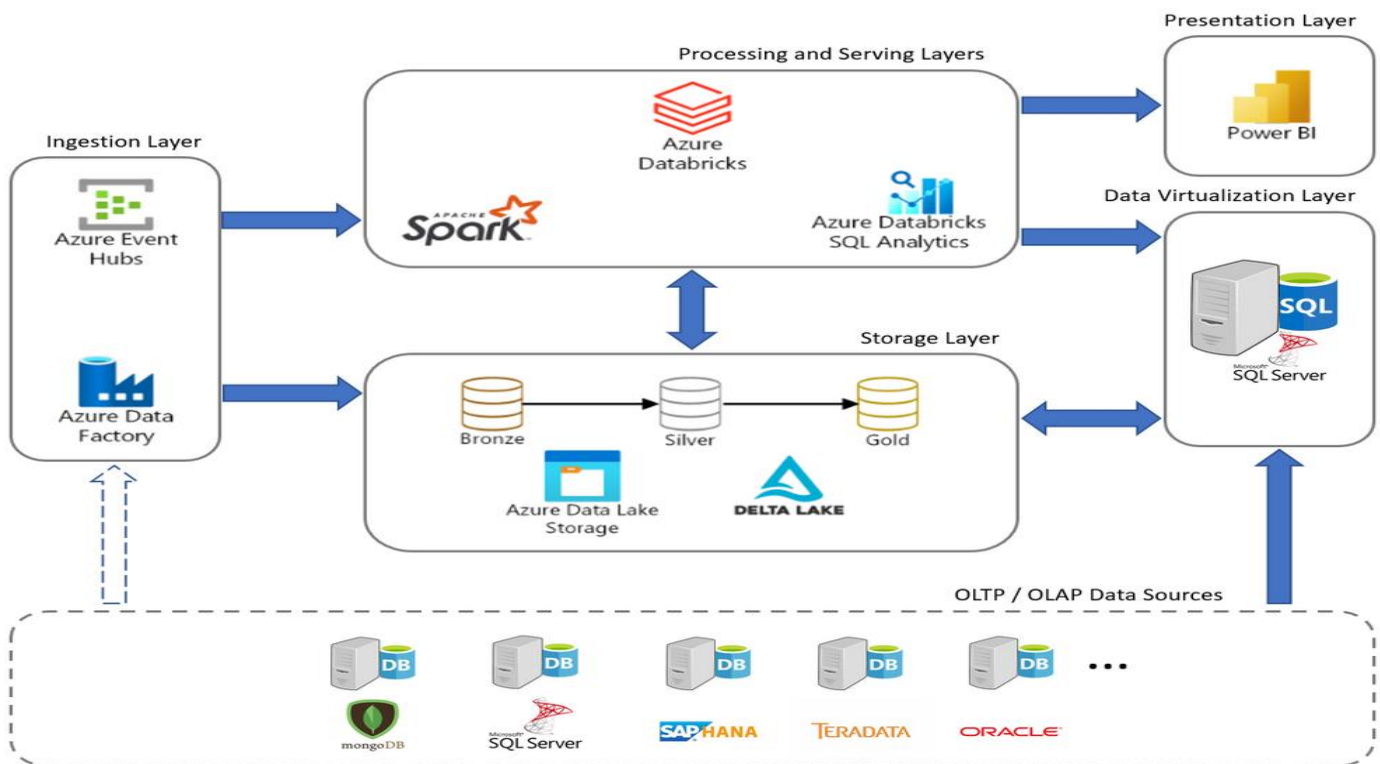 Presentation Layer
Processing and Serving Layers
Power BI
Azure
Databricks
Ingestion Layer
Azure Event
Hubs
APACHE
Spark
Azure Databricks
SQL Analytics
Data Virtualization Layer
SQL
Microsoft
SQL Server
Storage Layer
Azure Data
Factory
Bronze
Silver
Gold
Azure Data Lake
Storage
DELTA LAKE
OLTP / OLAP Data Sources
DB
DB
DB
DB
DB
...
mongoDB
Microsoft
SQL Server
SAP HANA
TERADATA
ORACLE